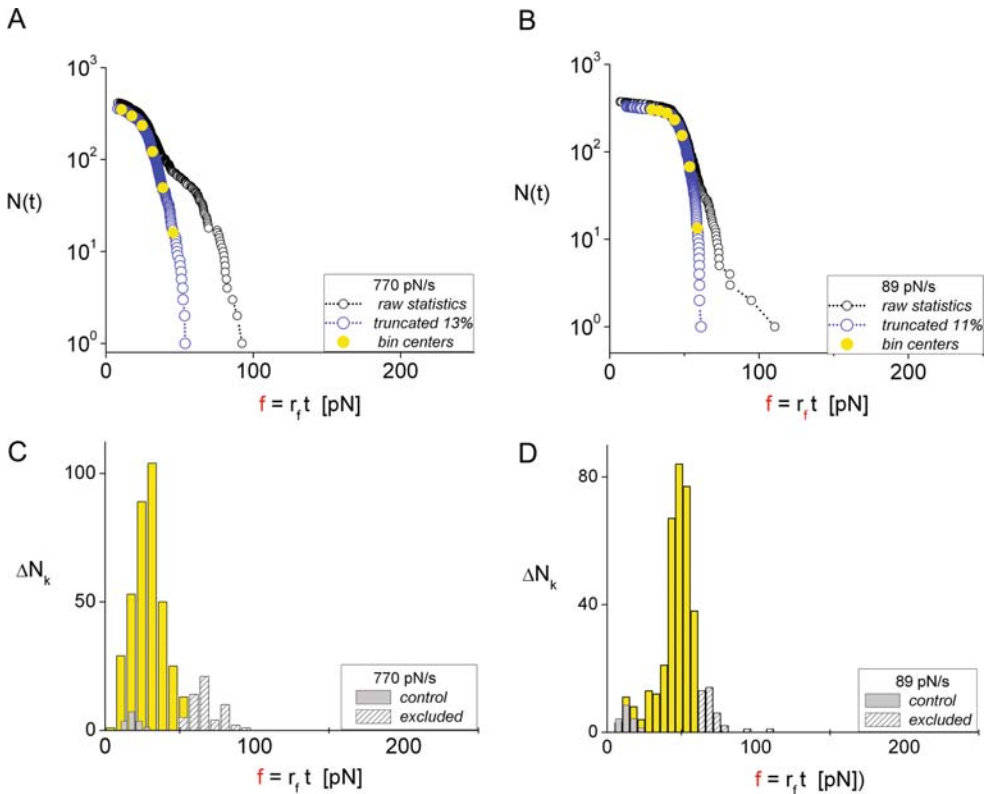 A
10³
10²
N(t)
10¹
10⁰
770 pN/s
raw statistics
truncated 13%
bin centers
0
100
200
f = r_f t [pN]
B
10³
10²
N(t)
10¹
10⁰
89 pN/s
raw statistics
truncated 11%
bin centers
0
50
100
200
f = r_f t [pN]
C
100
ΔN_k
50
0
770 pN/s
control
excluded
0
100
200
f = r_f t [pN]
D
80
ΔN_k
40
0
89 pN/s
control
excluded
0
50
100
200
f = r_f t [pN])